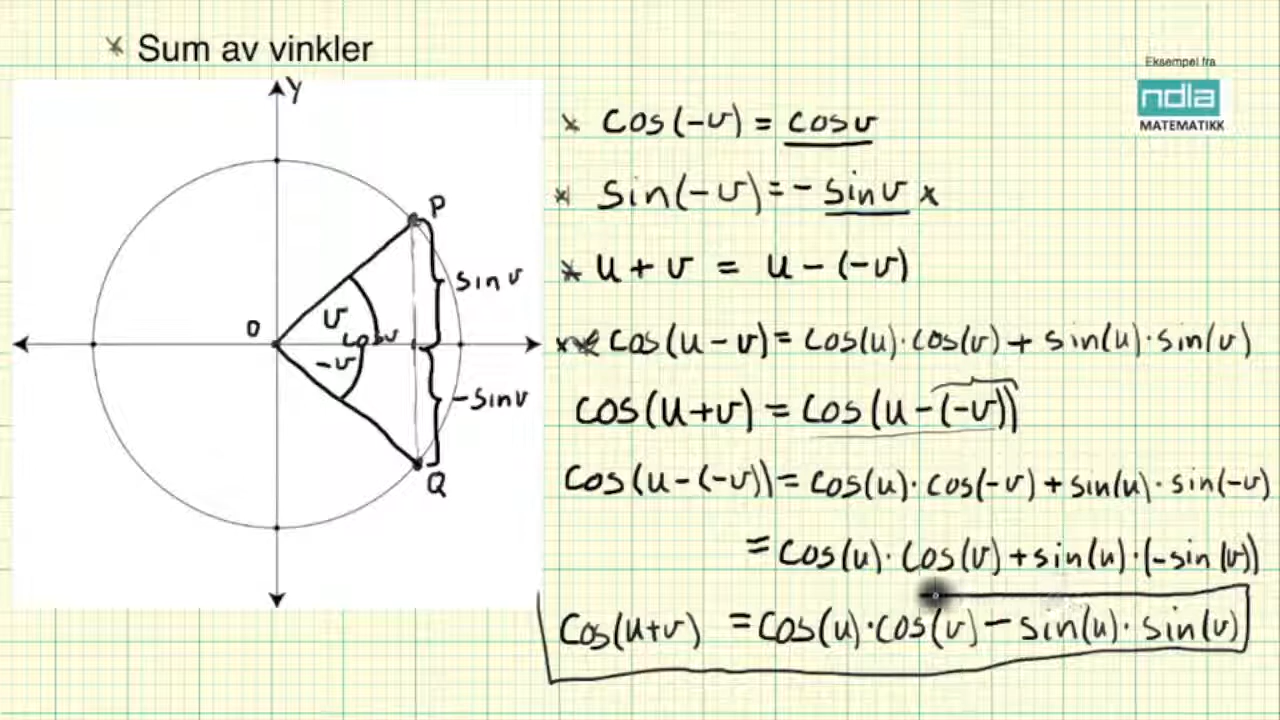 * Sum av vinkler
Eksempel fra
ndla
MATEMATIKK
y
P
sin v
v
O
cos v
-v
-sin v
Q
* cos(-v) = cos v
* sin(-v) = - sin v *
* u + v = u - (-v)
** cos(u - v) = cos(u)·cos(v) + sin(u)·sin(v)
cos(u+v) = cos(u - (-v))
cos(u - (-v)) = cos(u)·cos(-v) + sin(u)·sin(-v)
= cos(u)·cos(v) + sin(u)·(-sin(v))
cos(u+v) = cos(u)·cos(v) - sin(u)·sin(v)